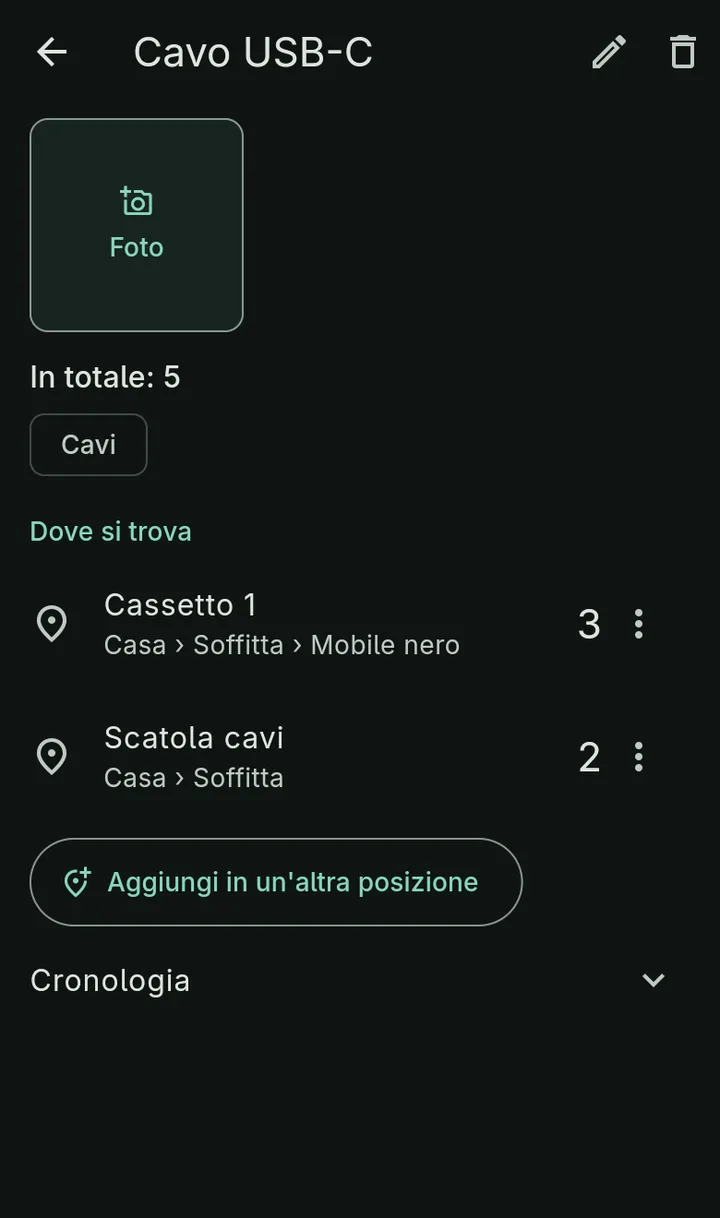 Cavo USB-C
Foto
In totale: 5
Cavi
Dove si trova
Cassetto 1
Casa › Soffitta › Mobile nero
3
Scatola cavi
Casa › Soffitta
2
Aggiungi in un'altra posizione
Cronologia